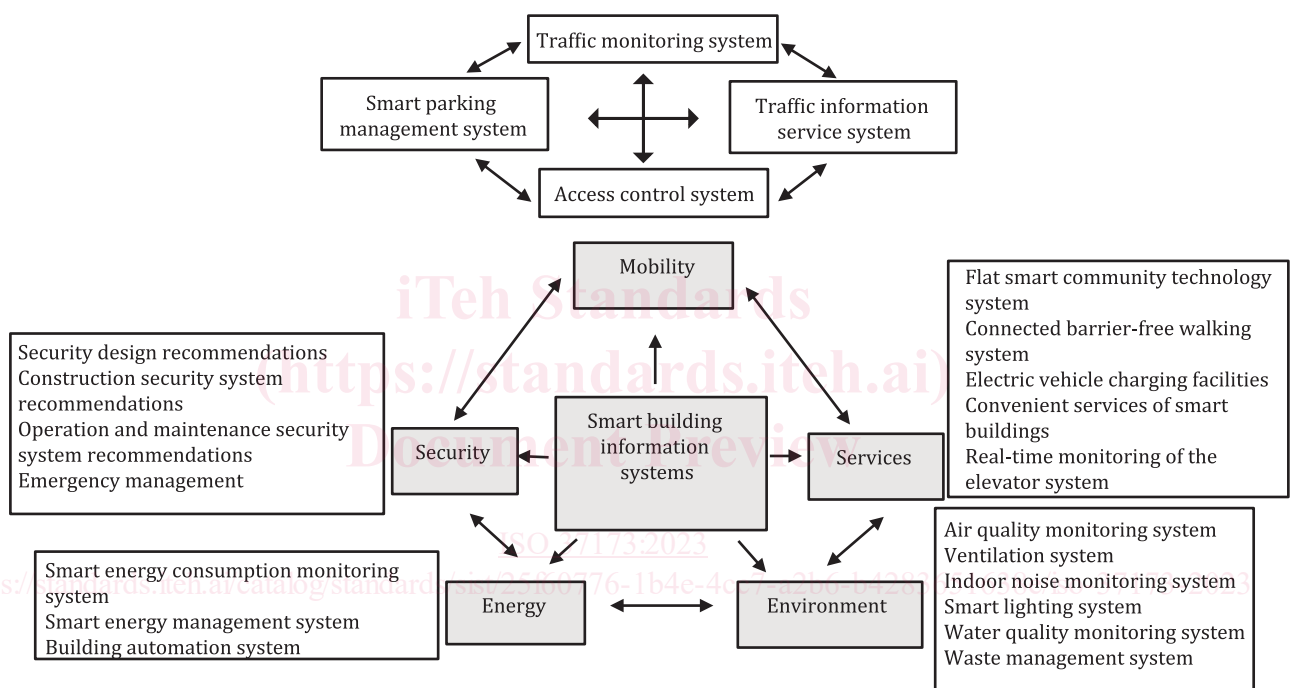 Traffic monitoring system
Smart parking
management system
Traffic information
service system
Access control system
Mobility
iTeh Standards
(https://standards.iteh.ai)
Document Preview
Flat smart community technology
system
Connected barrier-free walking
system
Electric vehicle charging facilities
Convenient services of smart
buildings
Real-time monitoring of the
elevator system
Security design recommendations
Construction security system
recommendations
Operation and maintenance security
system recommendations
Emergency management
Security
Smart building
information
systems
Services
ISO 37173:2023
Smart energy consumption monitoring
system
Smart energy management system
Building automation system
Energy
Environment
Air quality monitoring system
Ventilation system
Indoor noise monitoring system
Smart lighting system
Water quality monitoring system
Waste management system